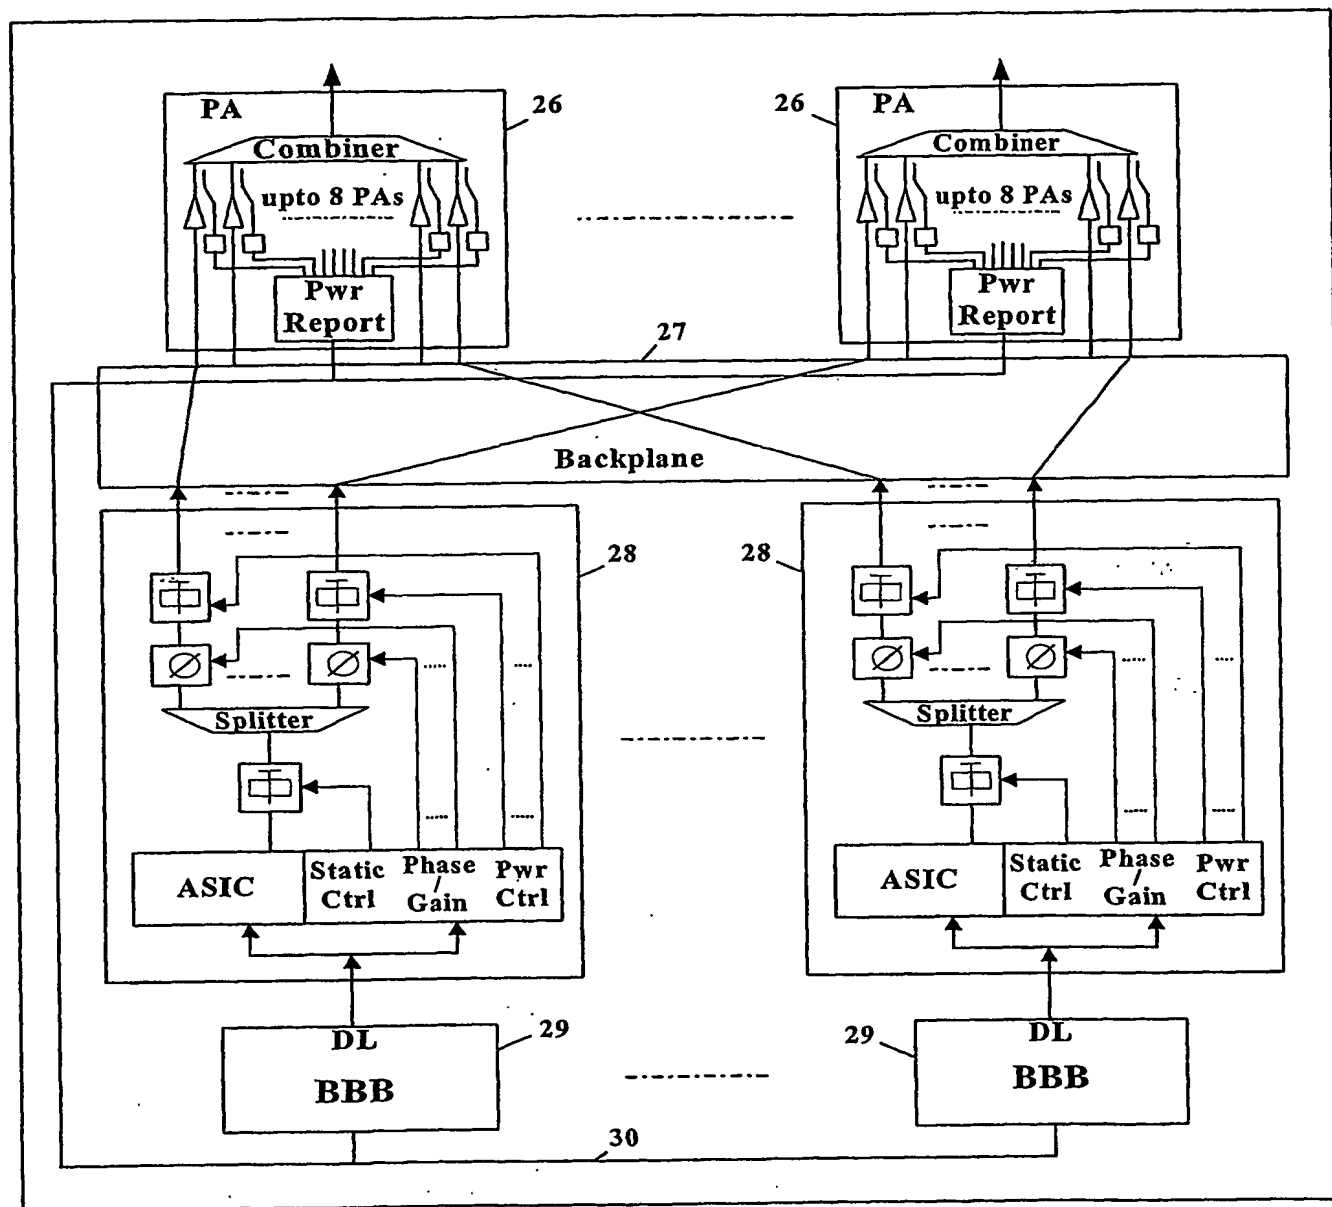 PA
26
Combiner
upto 8 PAs
Pwr
Report
26
PA
Combiner
upto 8 PAs
Pwr
Report
27
Backplane
28
Splitter
ASIC
Static
Ctrl
Phase
/
Gain
Pwr
Ctrl
28
Splitter
ASIC
Static
Ctrl
Phase
/
Gain
Pwr
Ctrl
DL
BBB
29
29
DL
BBB
30